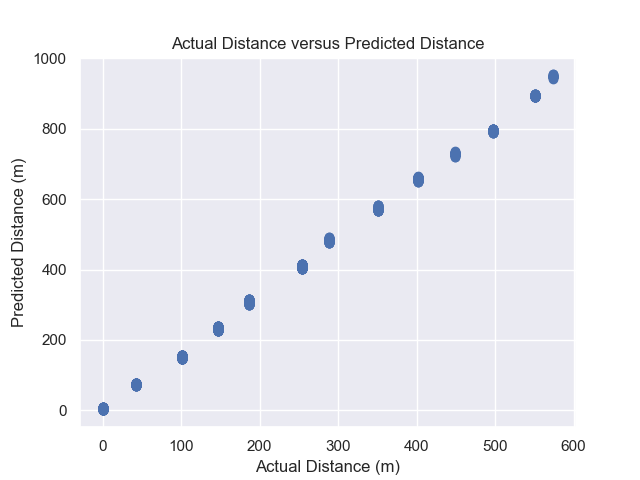 Actual Distance versus Predicted Distance
1000
800
600
400
200
0
Predicted Distance (m)
0 100 200 300 400 500 600
Actual Distance (m)